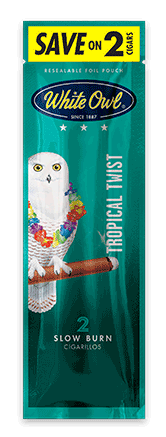 SAVE ON 2 CIGARS
RESEALABLE FOIL POUCH
White Owl
SINCE 1887
TROPICAL TWIST
2
SLOW BURN
CIGARILLOS